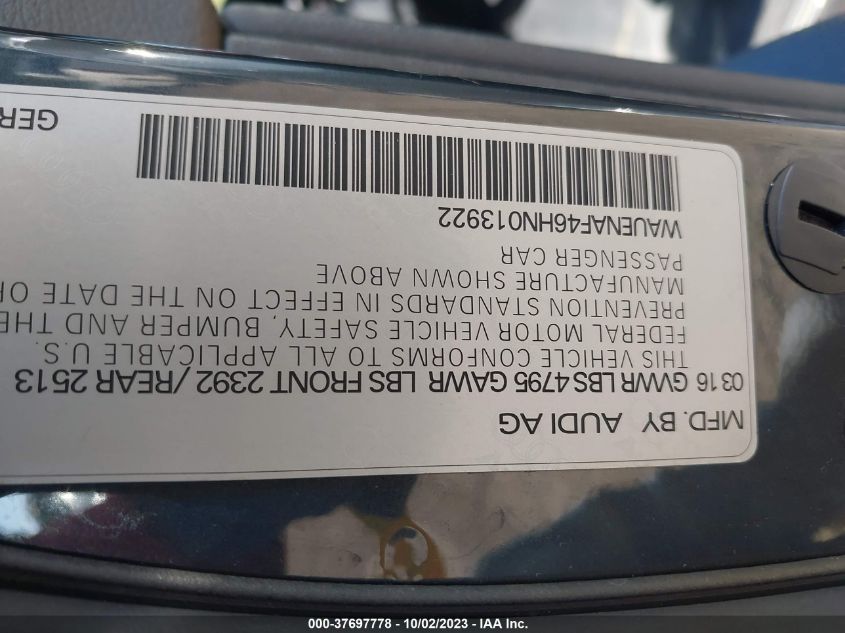 MFD. BY AUDI AG
03 16 GVWR LBS 4795 GAWR LBS FRONT 2392 / REAR 2513
THIS VEHICLE CONFORMS TO ALL APPLICABLE U.S.
FEDERAL MOTOR VEHICLE SAFETY, BUMPER AND THE
PREVENTION STANDARDS IN EFFECT ON THE DATE OF
MANUFACTURE SHOWN ABOVE
PASSENGER CAR
WAUENAF46HN013922
GER
000-37697778 - 10/02/2023 - IAA Inc.